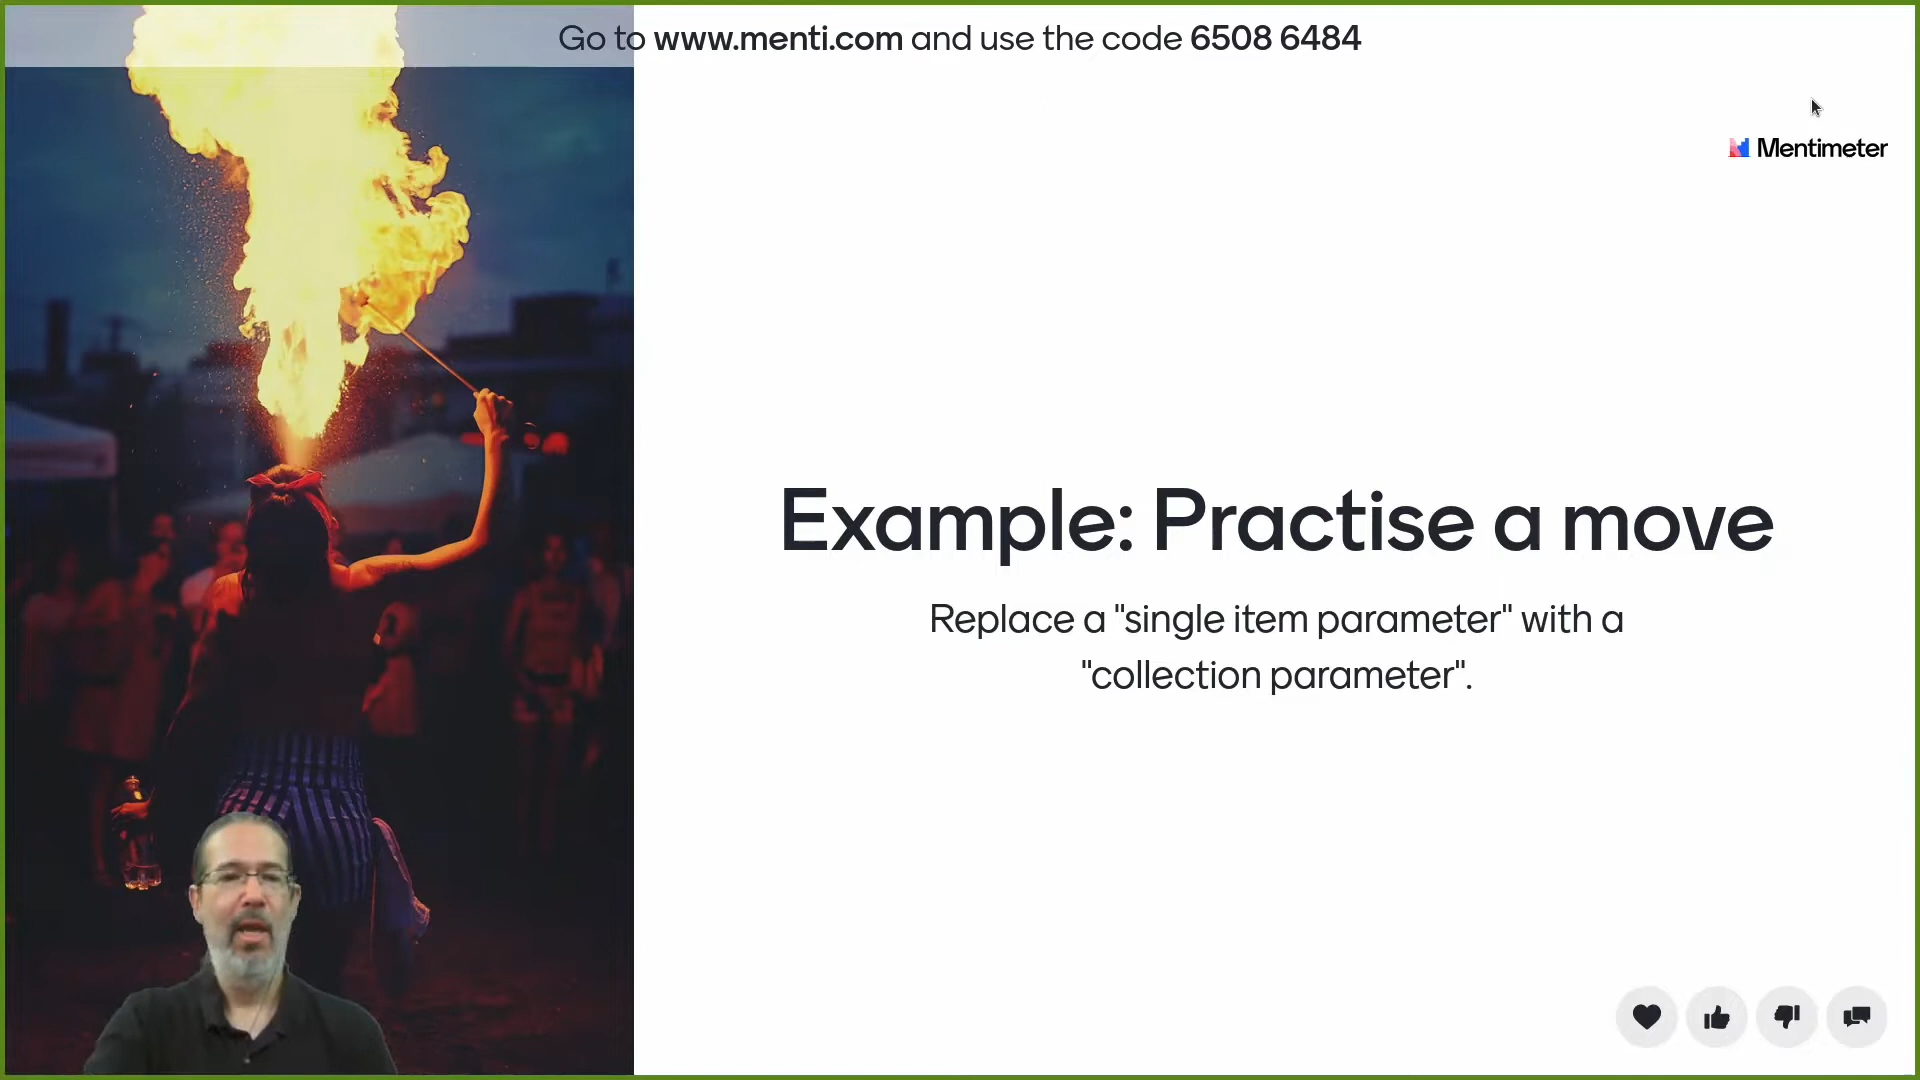 Go to www.menti.com and use the code 6508 6484
Mentimeter
Example: Practise a move
Replace a "single item parameter" with a
"collection parameter".